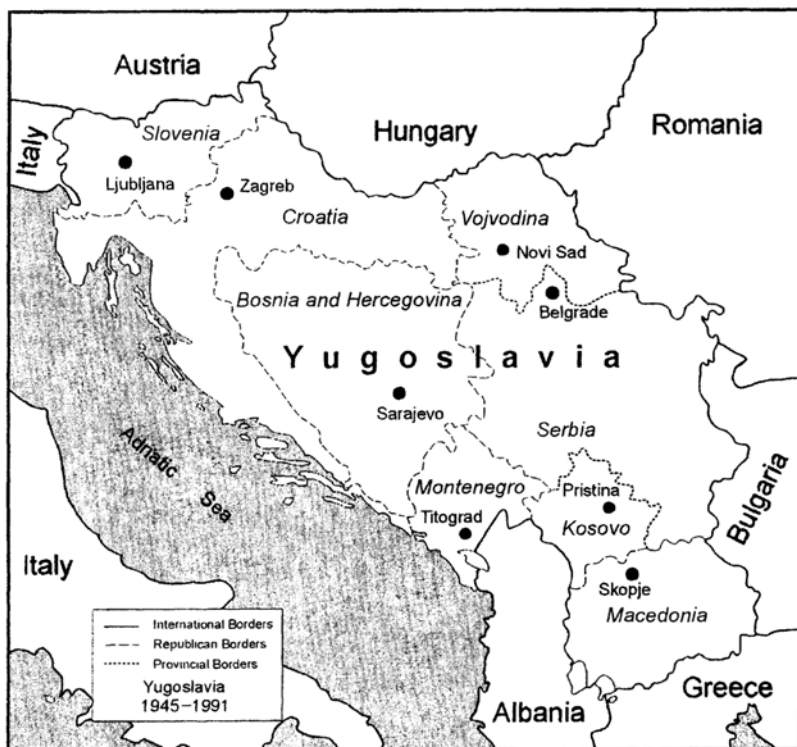 Austria
Italy
Slovenia
Ljubljana
Zagreb
Croatia
Hungary
Romania
Vojvodina
Novi Sad
Belgrade
Bosnia and Hercegovina
Yugoslavia
Sarajevo
Serbia
Adriatic
Sea
Montenegro
Titograd
Pristina
Kosovo
Bulgaria
Skopje
Macedonia
Italy
Albania
Greece
International Borders
Republican Borders
Provincial Borders
Yugoslavia
1945–1991